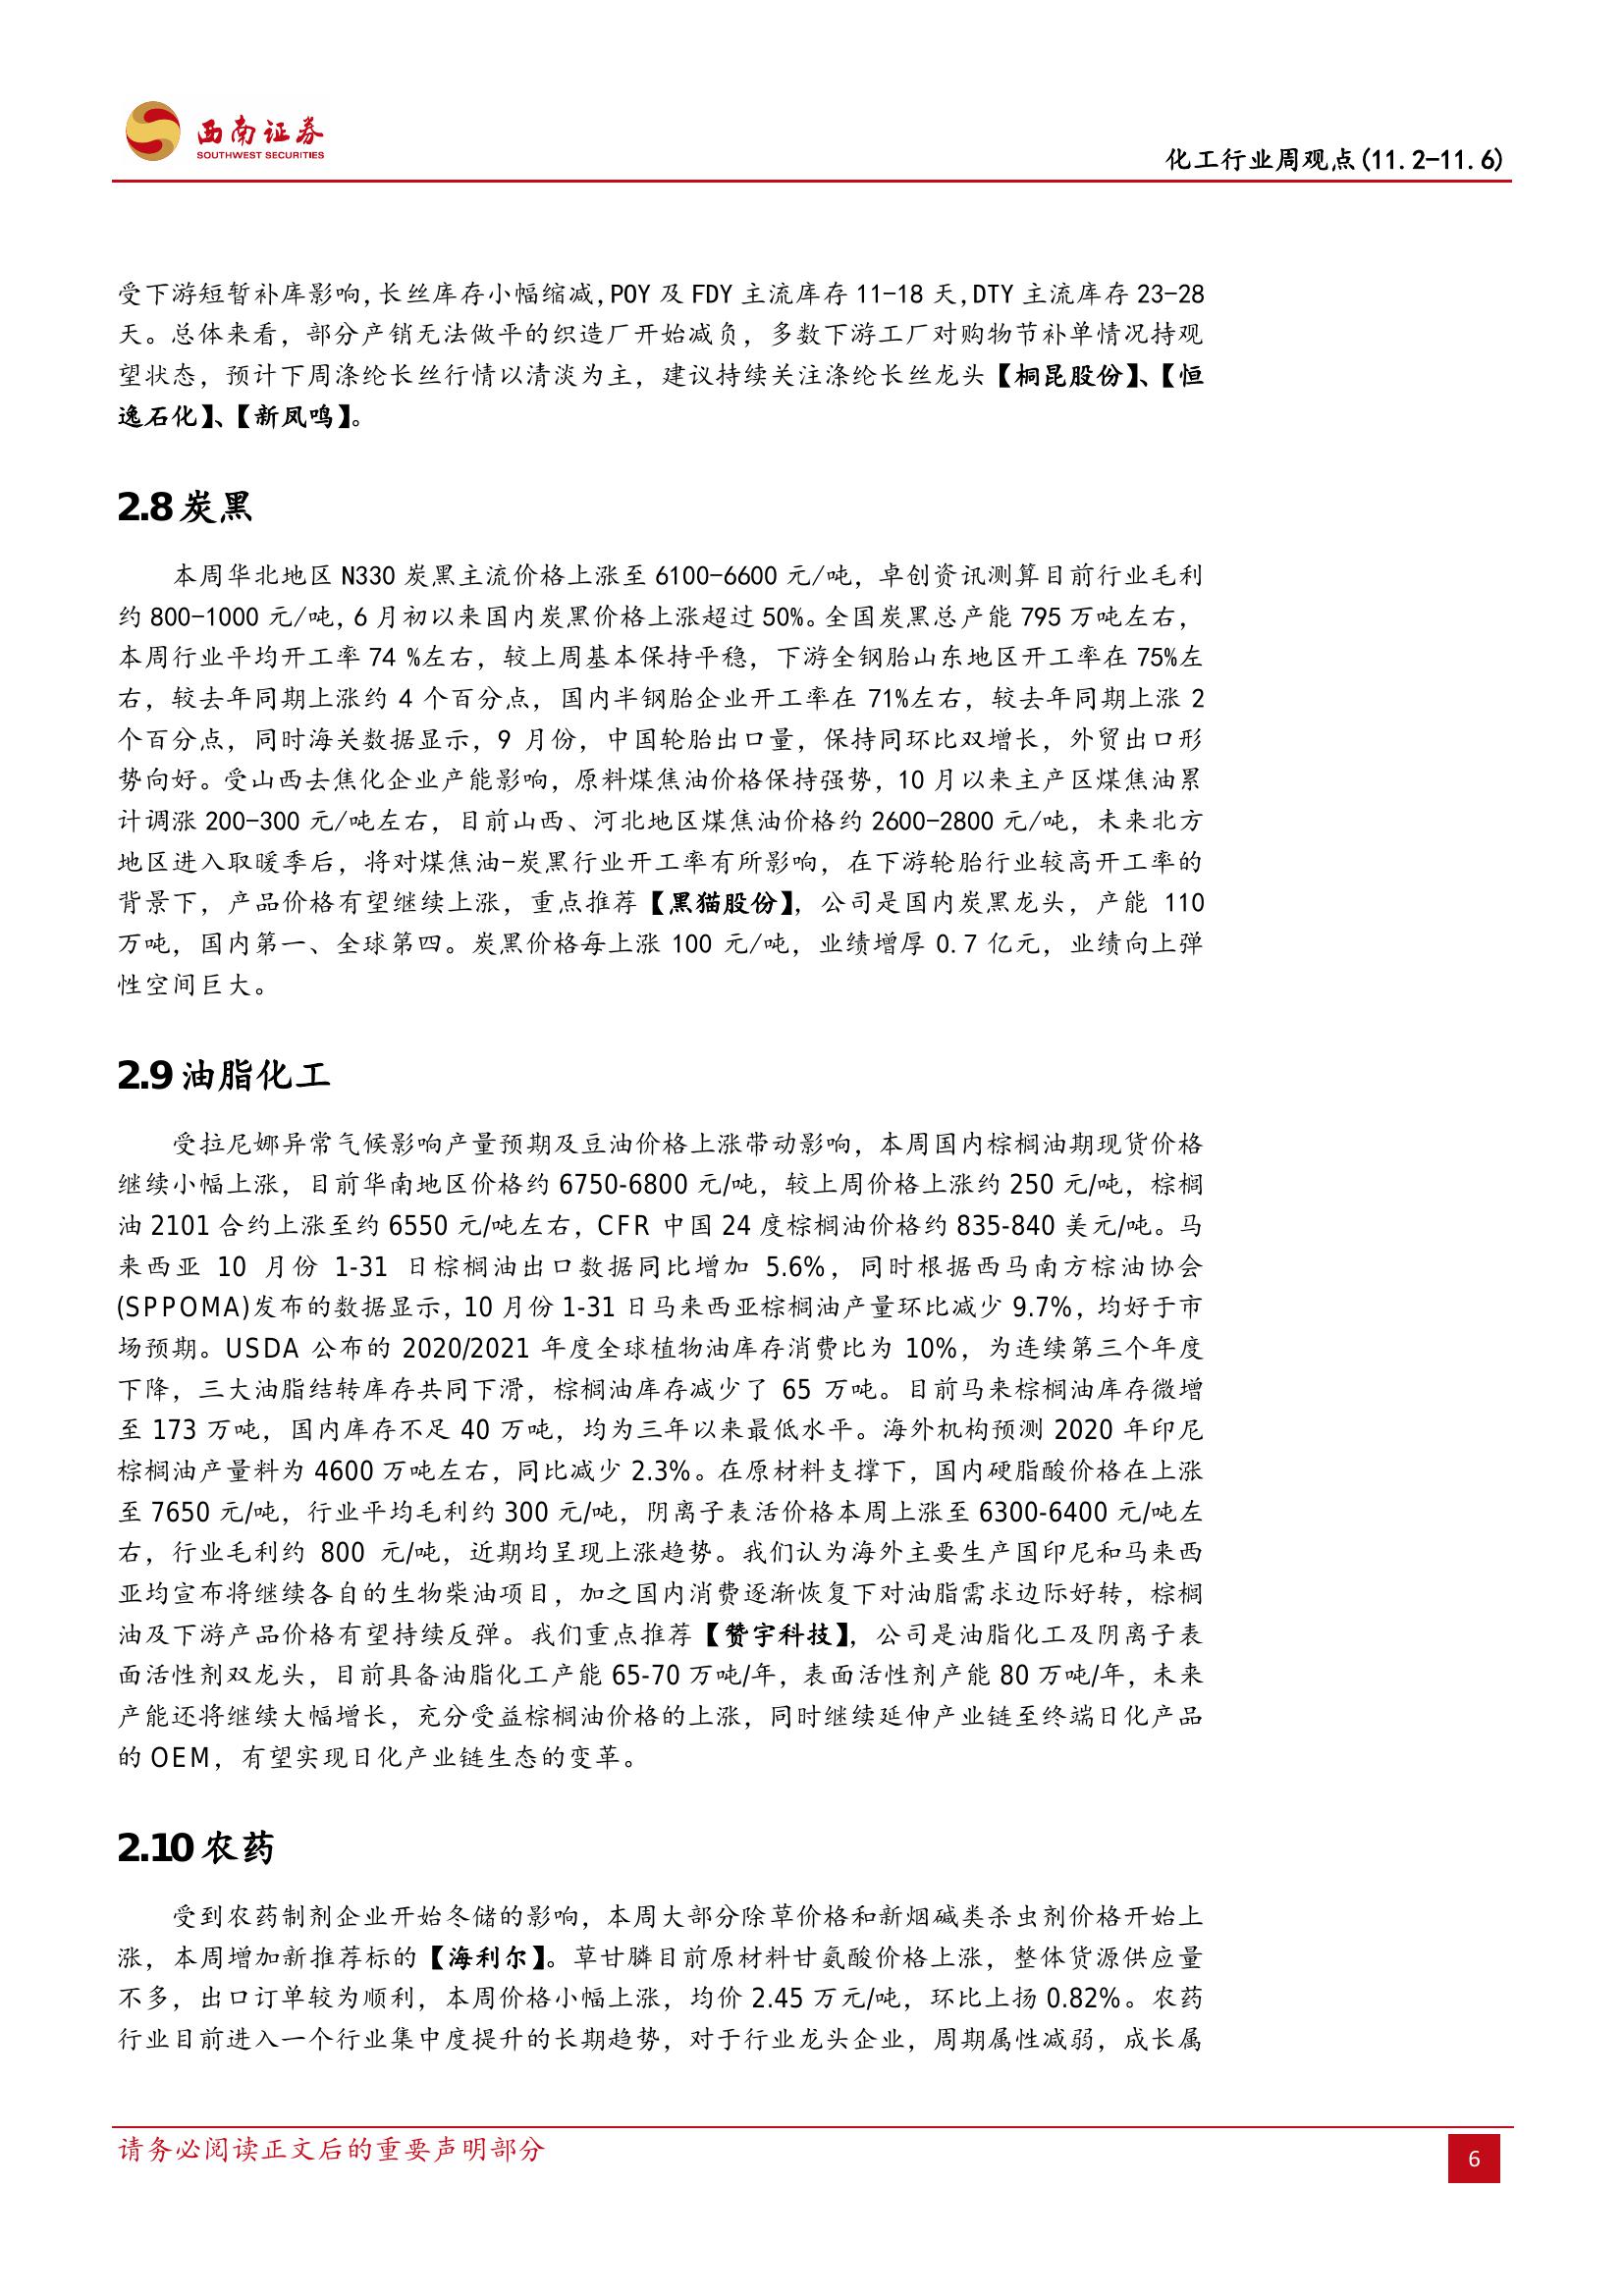 西南证券
SOUTHWEST SECURITIES
化工行业周观点(11.2-11.6)
受下游短暂补库影响，长丝库存小幅缩减，POY 及 FDY 主流库存 11-18 天，DTY 主流库存 23-28
天。总体来看，部分产销无法做平的织造厂开始减负，多数下游工厂对购物节补单情况持观
望状态，预计下周涤纶长丝行情以清淡为主，建议持续关注涤纶长丝龙头【桐昆股份】、【恒
逸石化】、【新凤鸣】。
2.8 炭黑
本周华北地区 N330 炭黑主流价格上涨至 6100-6600 元/吨，卓创资讯测算目前行业毛利
约 800-1000 元/吨，6 月初以来国内炭黑价格上涨超过 50%。全国炭黑总产能 795 万吨左右，
本周行业平均开工率 74 %左右，较上周基本保持平稳，下游全钢胎山东地区开工率在 75%左
右，较去年同期上涨约 4 个百分点，国内半钢胎企业开工率在 71%左右，较去年同期上涨 2
个百分点，同时海关数据显示，9 月份，中国轮胎出口量，保持同环比双增长，外贸出口形
势向好。受山西去焦化企业产能影响，原料煤焦油价格保持强势，10 月以来主产区煤焦油累
计调涨 200-300 元/吨左右，目前山西、河北地区煤焦油价格约 2600-2800 元/吨，未来北方
地区进入取暖季后，将对煤焦油-炭黑行业开工率有所影响，在下游轮胎行业较高开工率的
背景下，产品价格有望继续上涨，重点推荐【黑猫股份】，公司是国内炭黑龙头，产能 110
万吨，国内第一、全球第四。炭黑价格每上涨 100 元/吨，业绩增厚 0.7 亿元，业绩向上弹
性空间巨大。
2.9 油脂化工
受拉尼娜异常气候影响产量预期及豆油价格上涨带动影响，本周国内棕榈油期现货价格
继续小幅上涨，目前华南地区价格约 6750-6800 元/吨，较上周价格上涨约 250 元/吨，棕榈
油 2101 合约上涨至约 6550 元/吨左右，CFR 中国 24 度棕榈油价格约 835-840 美元/吨。马
来西亚 10 月份 1-31 日棕榈油出口数据同比增加 5.6%，同时根据西马南方棕油协会
(SPPOMA)发布的数据显示，10 月份 1-31 日马来西亚棕榈油产量环比减少 9.7%，均好于市
场预期。USDA 公布的 2020/2021 年度全球植物油库存消费比为 10%，为连续第三个年度
下降，三大油脂结转库存共同下滑，棕榈油库存减少了 65 万吨。目前马来棕榈油库存微增
至 173 万吨，国内库存不足 40 万吨，均为三年以来最低水平。海外机构预测 2020 年印尼
棕榈油产量料为 4600 万吨左右，同比减少 2.3%。在原材料支撑下，国内硬脂酸价格在上涨
至 7650 元/吨，行业平均毛利约 300 元/吨，阴离子表活价格本周上涨至 6300-6400 元/吨左
右，行业毛利约 800 元/吨，近期均呈现上涨趋势。我们认为海外主要生产国印尼和马来西
亚均宣布将继续各自的生物柴油项目，加之国内消费逐渐恢复下对油脂需求边际好转，棕榈
油及下游产品价格有望持续反弹。我们重点推荐【赞宇科技】，公司是油脂化工及阴离子表
面活性剂双龙头，目前具备油脂化工产能 65-70 万吨/年，表面活性剂产能 80 万吨/年，未来
产能还将继续大幅增长，充分受益棕榈油价格的上涨，同时继续延伸产业链至终端日化产品
的 OEM，有望实现日化产业链生态的变革。
2.10 农药
受到农药制剂企业开始冬储的影响，本周大部分除草价格和新烟碱类杀虫剂价格开始上
涨，本周增加新推荐标的【海利尔】。草甘膦目前原材料甘氨酸价格上涨，整体货源供应量
不多，出口订单较为顺利，本周价格小幅上涨，均价 2.45 万元/吨，环比上扬 0.82%。农药
行业目前进入一个行业集中度提升的长期趋势，对于行业龙头企业，周期属性减弱，成长属
请务必阅读正文后的重要声明部分
6